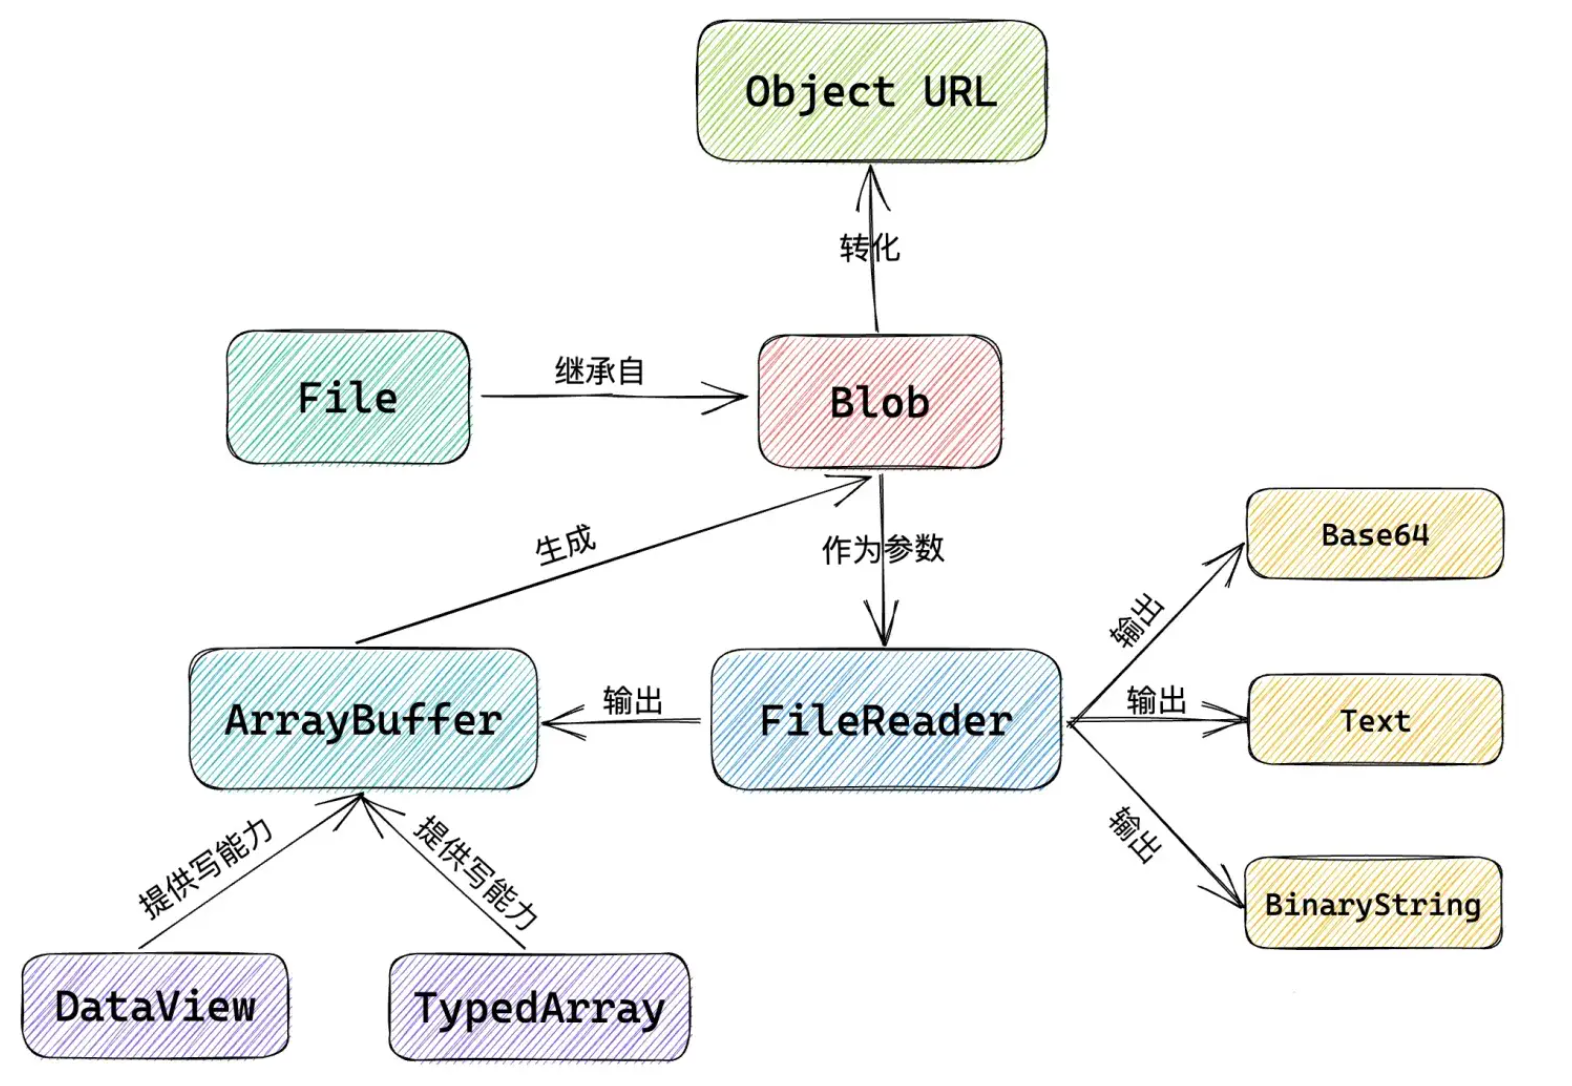 Object URL
转化
File
继承自
Blob
生成
作为参数
Base64
输出
ArrayBuffer
输出
FileReader
输出
Text
输出
BinaryString
提供写能力
提供写能力
DataView
TypedArray